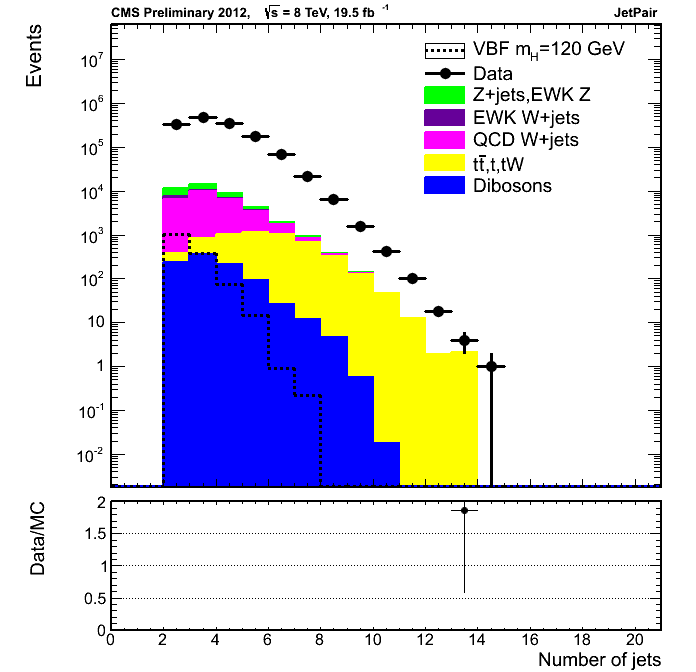 CMS Preliminary 2012, √s = 8 TeV, 19.5 fb⁻¹ JetPair
Events
10⁷
10⁶
10⁵
10⁴
10³
10²
10
1
10⁻¹
10⁻²
VBF m_H=120 GeV
Data
Z+jets,EWK Z
EWK W+jets
QCD W+jets
tt̄,t,tW
Dibosons
Data/MC
2
1.5
1
0.5
0
0 2 4 6 8 10 12 14 16 18 20
Number of jets